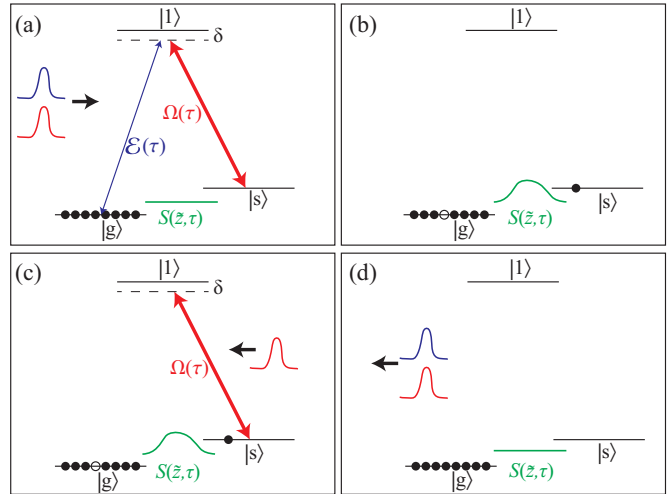 (a)
|1⟩
δ
Ω(τ)
ℰ(τ)
|g⟩
S(z̃,τ)
|s⟩
(b)
|1⟩
|g⟩
S(z̃,τ)
|s⟩
(c)
|1⟩
δ
Ω(τ)
|g⟩
S(z̃,τ)
|s⟩
(d)
|1⟩
|g⟩
S(z̃,τ)
|s⟩